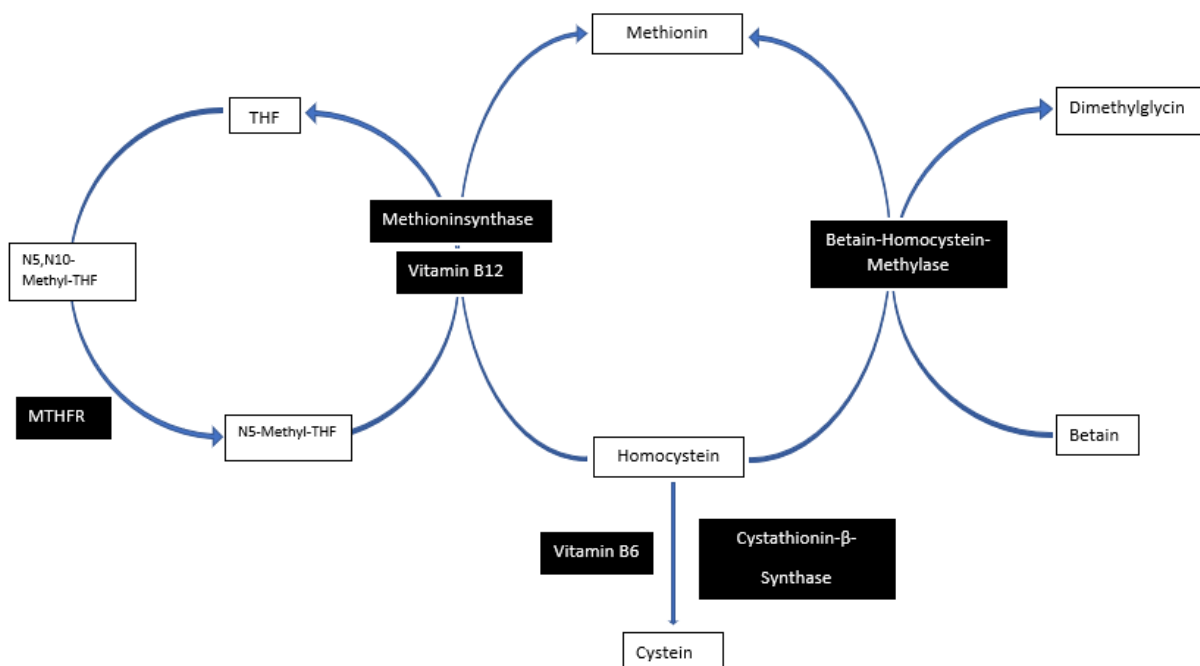 Methionin
THF
Dimethylglycin
Methioninsynthase
Vitamin B12
Betain-Homocystein-
Methylase
N5,N10-
Methyl-THF
MTHFR
N5-Methyl-THF
Homocystein
Betain
Vitamin B6
Cystathionin-β-
Synthase
Cystein